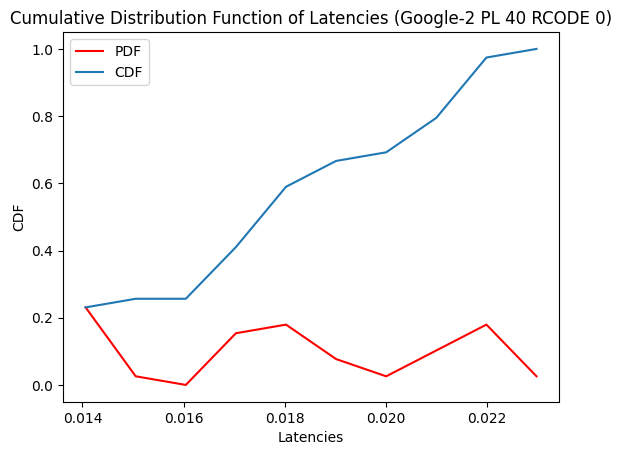 Cumulative Distribution Function of Latencies (Google-2 PL 40 RCODE 0)
PDF
CDF
1.0
0.8
0.6
0.4
0.2
0.0
CDF
0.014
0.016
0.018
0.020
0.022
Latencies